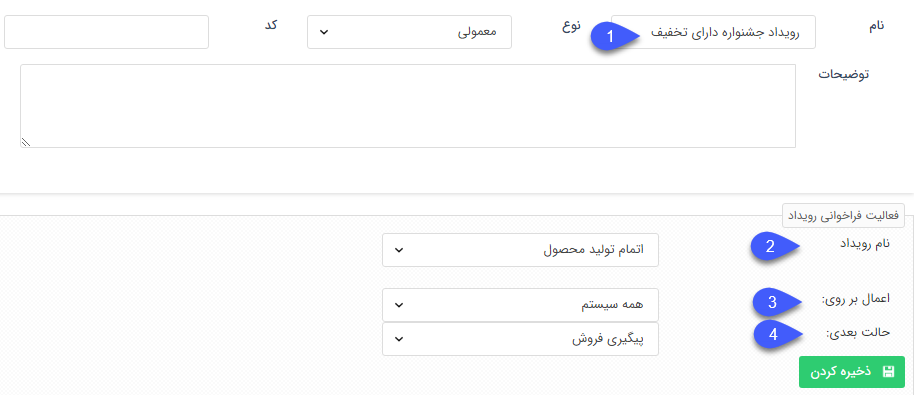 نام 1 رویداد جشنواره دارای تخفیف نوع معمولی کد
توضیحات
فعالیت فراخوانی رویداد
نام رویداد 2 اتمام تولید محصول
اعمال بر روی: 3 همه سیستم
حالت بعدی: 4 پیگیری فروش
ذخیره کردن